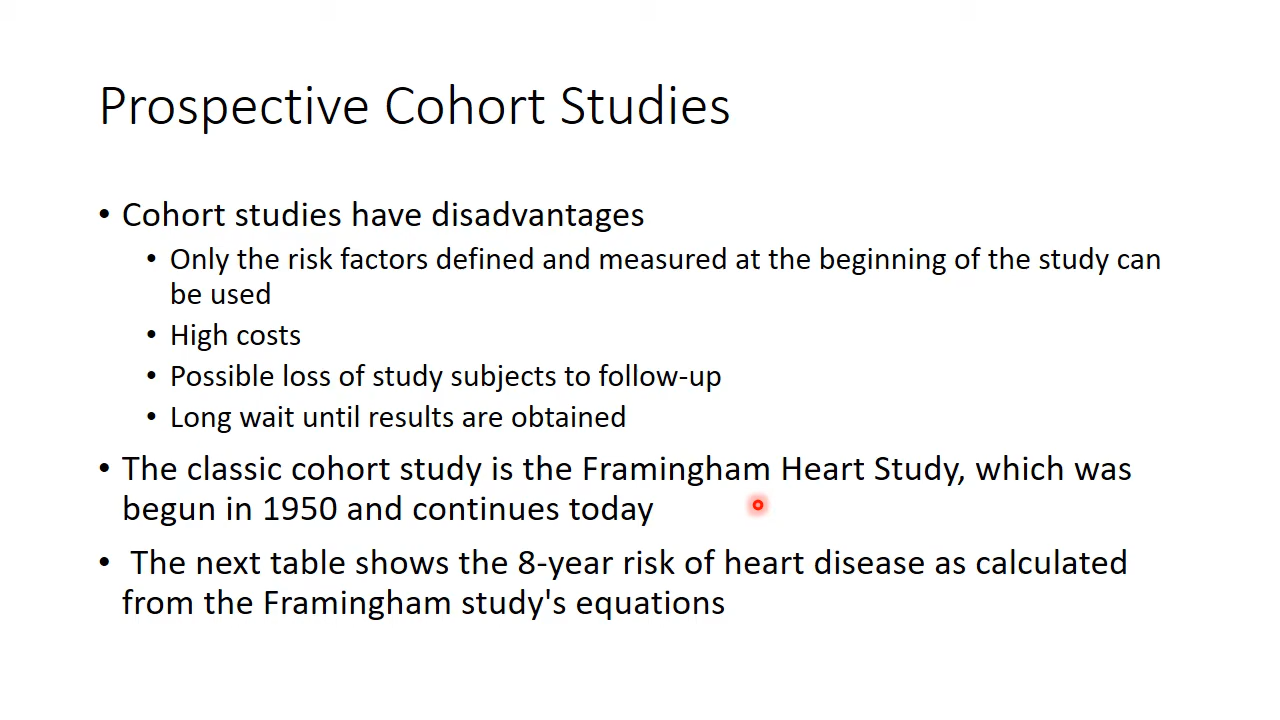 Prospective Cohort Studies
• Cohort studies have disadvantages
• Only the risk factors defined and measured at the beginning of the study can
be used
• High costs
• Possible loss of study subjects to follow-up
• Long wait until results are obtained
• The classic cohort study is the Framingham Heart Study, which was
begun in 1950 and continues today
• The next table shows the 8-year risk of heart disease as calculated
from the Framingham study's equations